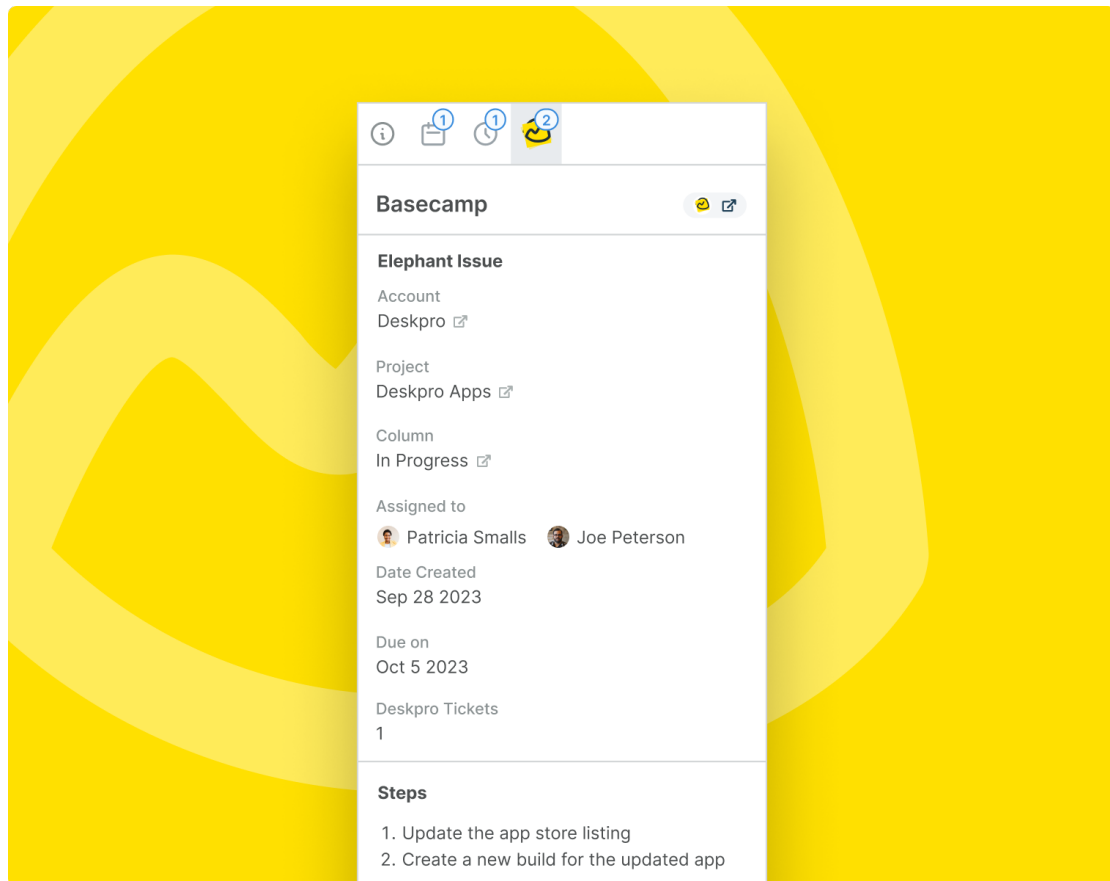 1 1 2
Basecamp
Elephant Issue
Account
Deskpro
Project
Deskpro Apps
Column
In Progress
Assigned to
Patricia Smalls Joe Peterson
Date Created
Sep 28 2023
Due on
Oct 5 2023
Deskpro Tickets
1
Steps
1. Update the app store listing
2. Create a new build for the updated app